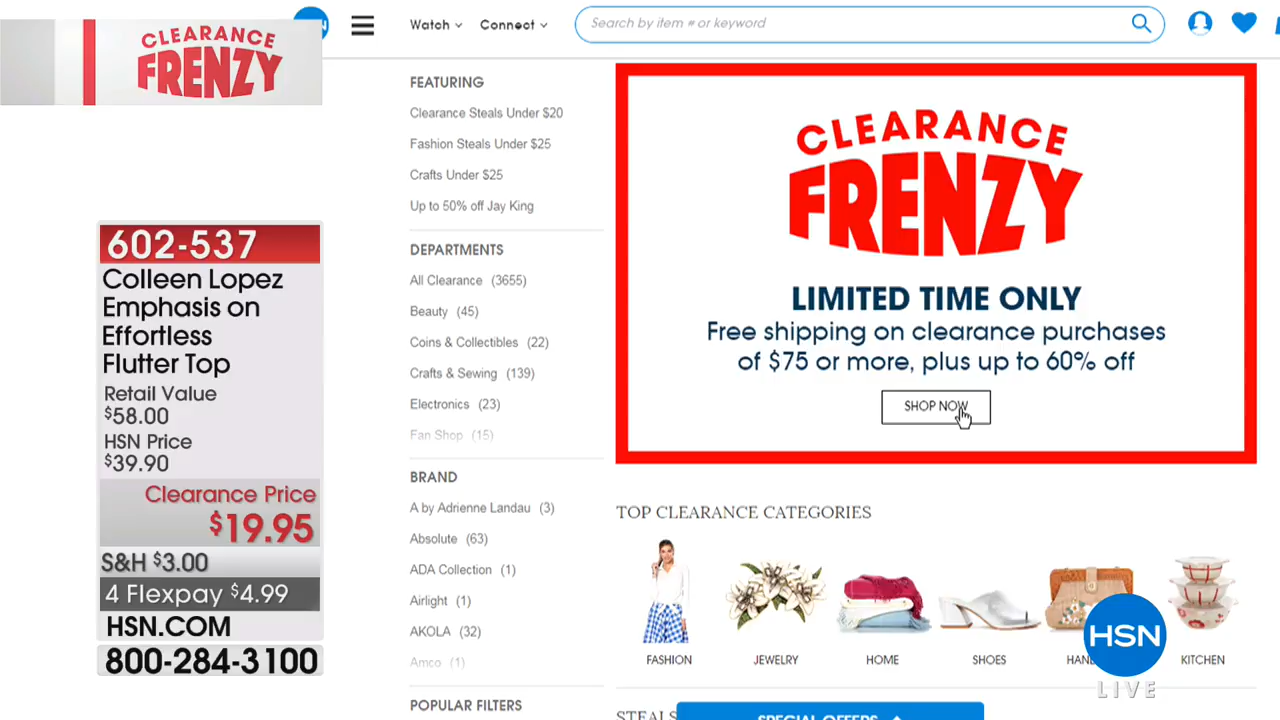 CLEARANCE
FRENZY
602-537
Colleen Lopez
Emphasis on
Effortless
Flutter Top
Retail Value
$58.00
HSN Price
$39.90
Clearance Price
$19.95
S&H $3.00
4 Flexpay $4.99
HSN.COM
800-284-3100
Watch Connect
Search by item # or keyword
FEATURING
Clearance Steals Under $20
Fashion Steals Under $25
Crafts Under $25
Up to 50% off Jay King
DEPARTMENTS
All Clearance (3655)
Beauty (45)
Coins & Collectibles (22)
Crafts & Sewing (139)
Electronics (23)
Fan Shop (15)
BRAND
A by Adrienne Landau (3)
Absolute (63)
ADA Collection (1)
Airlight (1)
AKOLA (32)
Amco (1)
POPULAR FILTERS
CLEARANCE
FRENZY
LIMITED TIME ONLY
Free shipping on clearance purchases
of $75 or more, plus up to 60% off
SHOP NOW
TOP CLEARANCE CATEGORIES
FASHION
JEWELRY
HOME
SHOES
KITCHEN
HSN
LIVE
STEALS
SPECIAL OFFERS